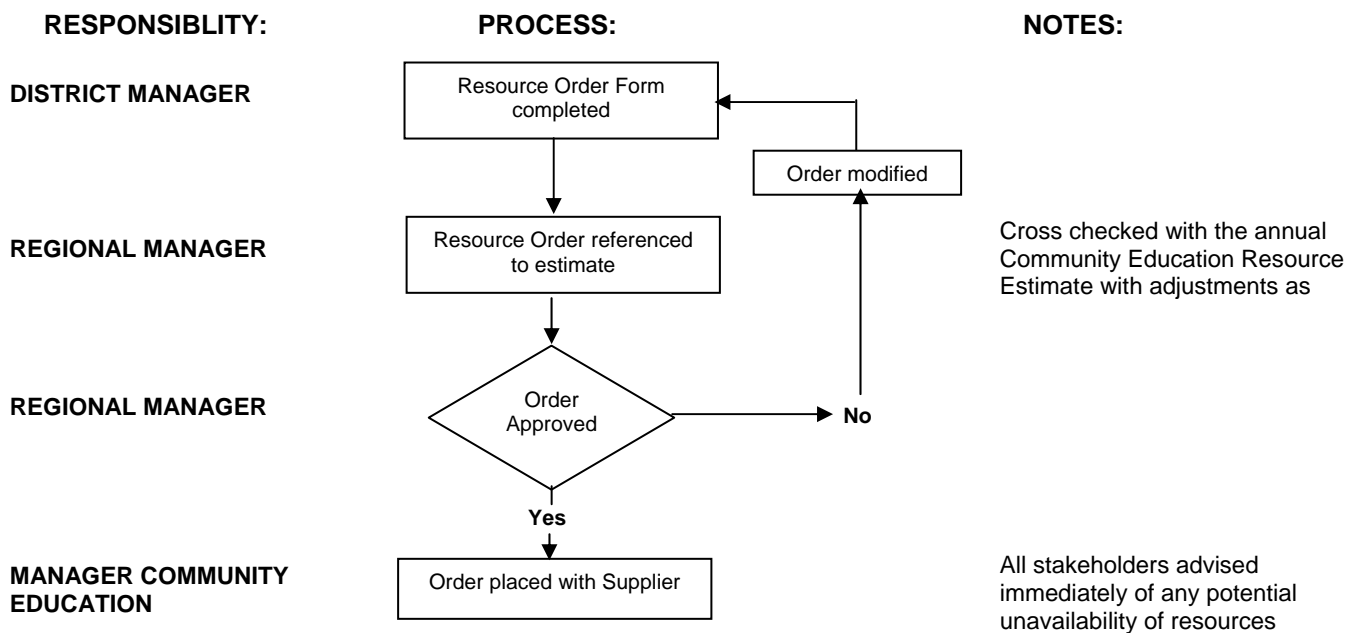 RESPONSIBLITY: PROCESS: NOTES:
DISTRICT MANAGER
Resource Order Form
completed
Order modified
REGIONAL MANAGER
Resource Order referenced
to estimate
Cross checked with the annual
Community Education Resource
Estimate with adjustments as
REGIONAL MANAGER
Order
Approved
No
Yes
MANAGER COMMUNITY
EDUCATION
Order placed with Supplier
All stakeholders advised
immediately of any potential
unavailability of resources